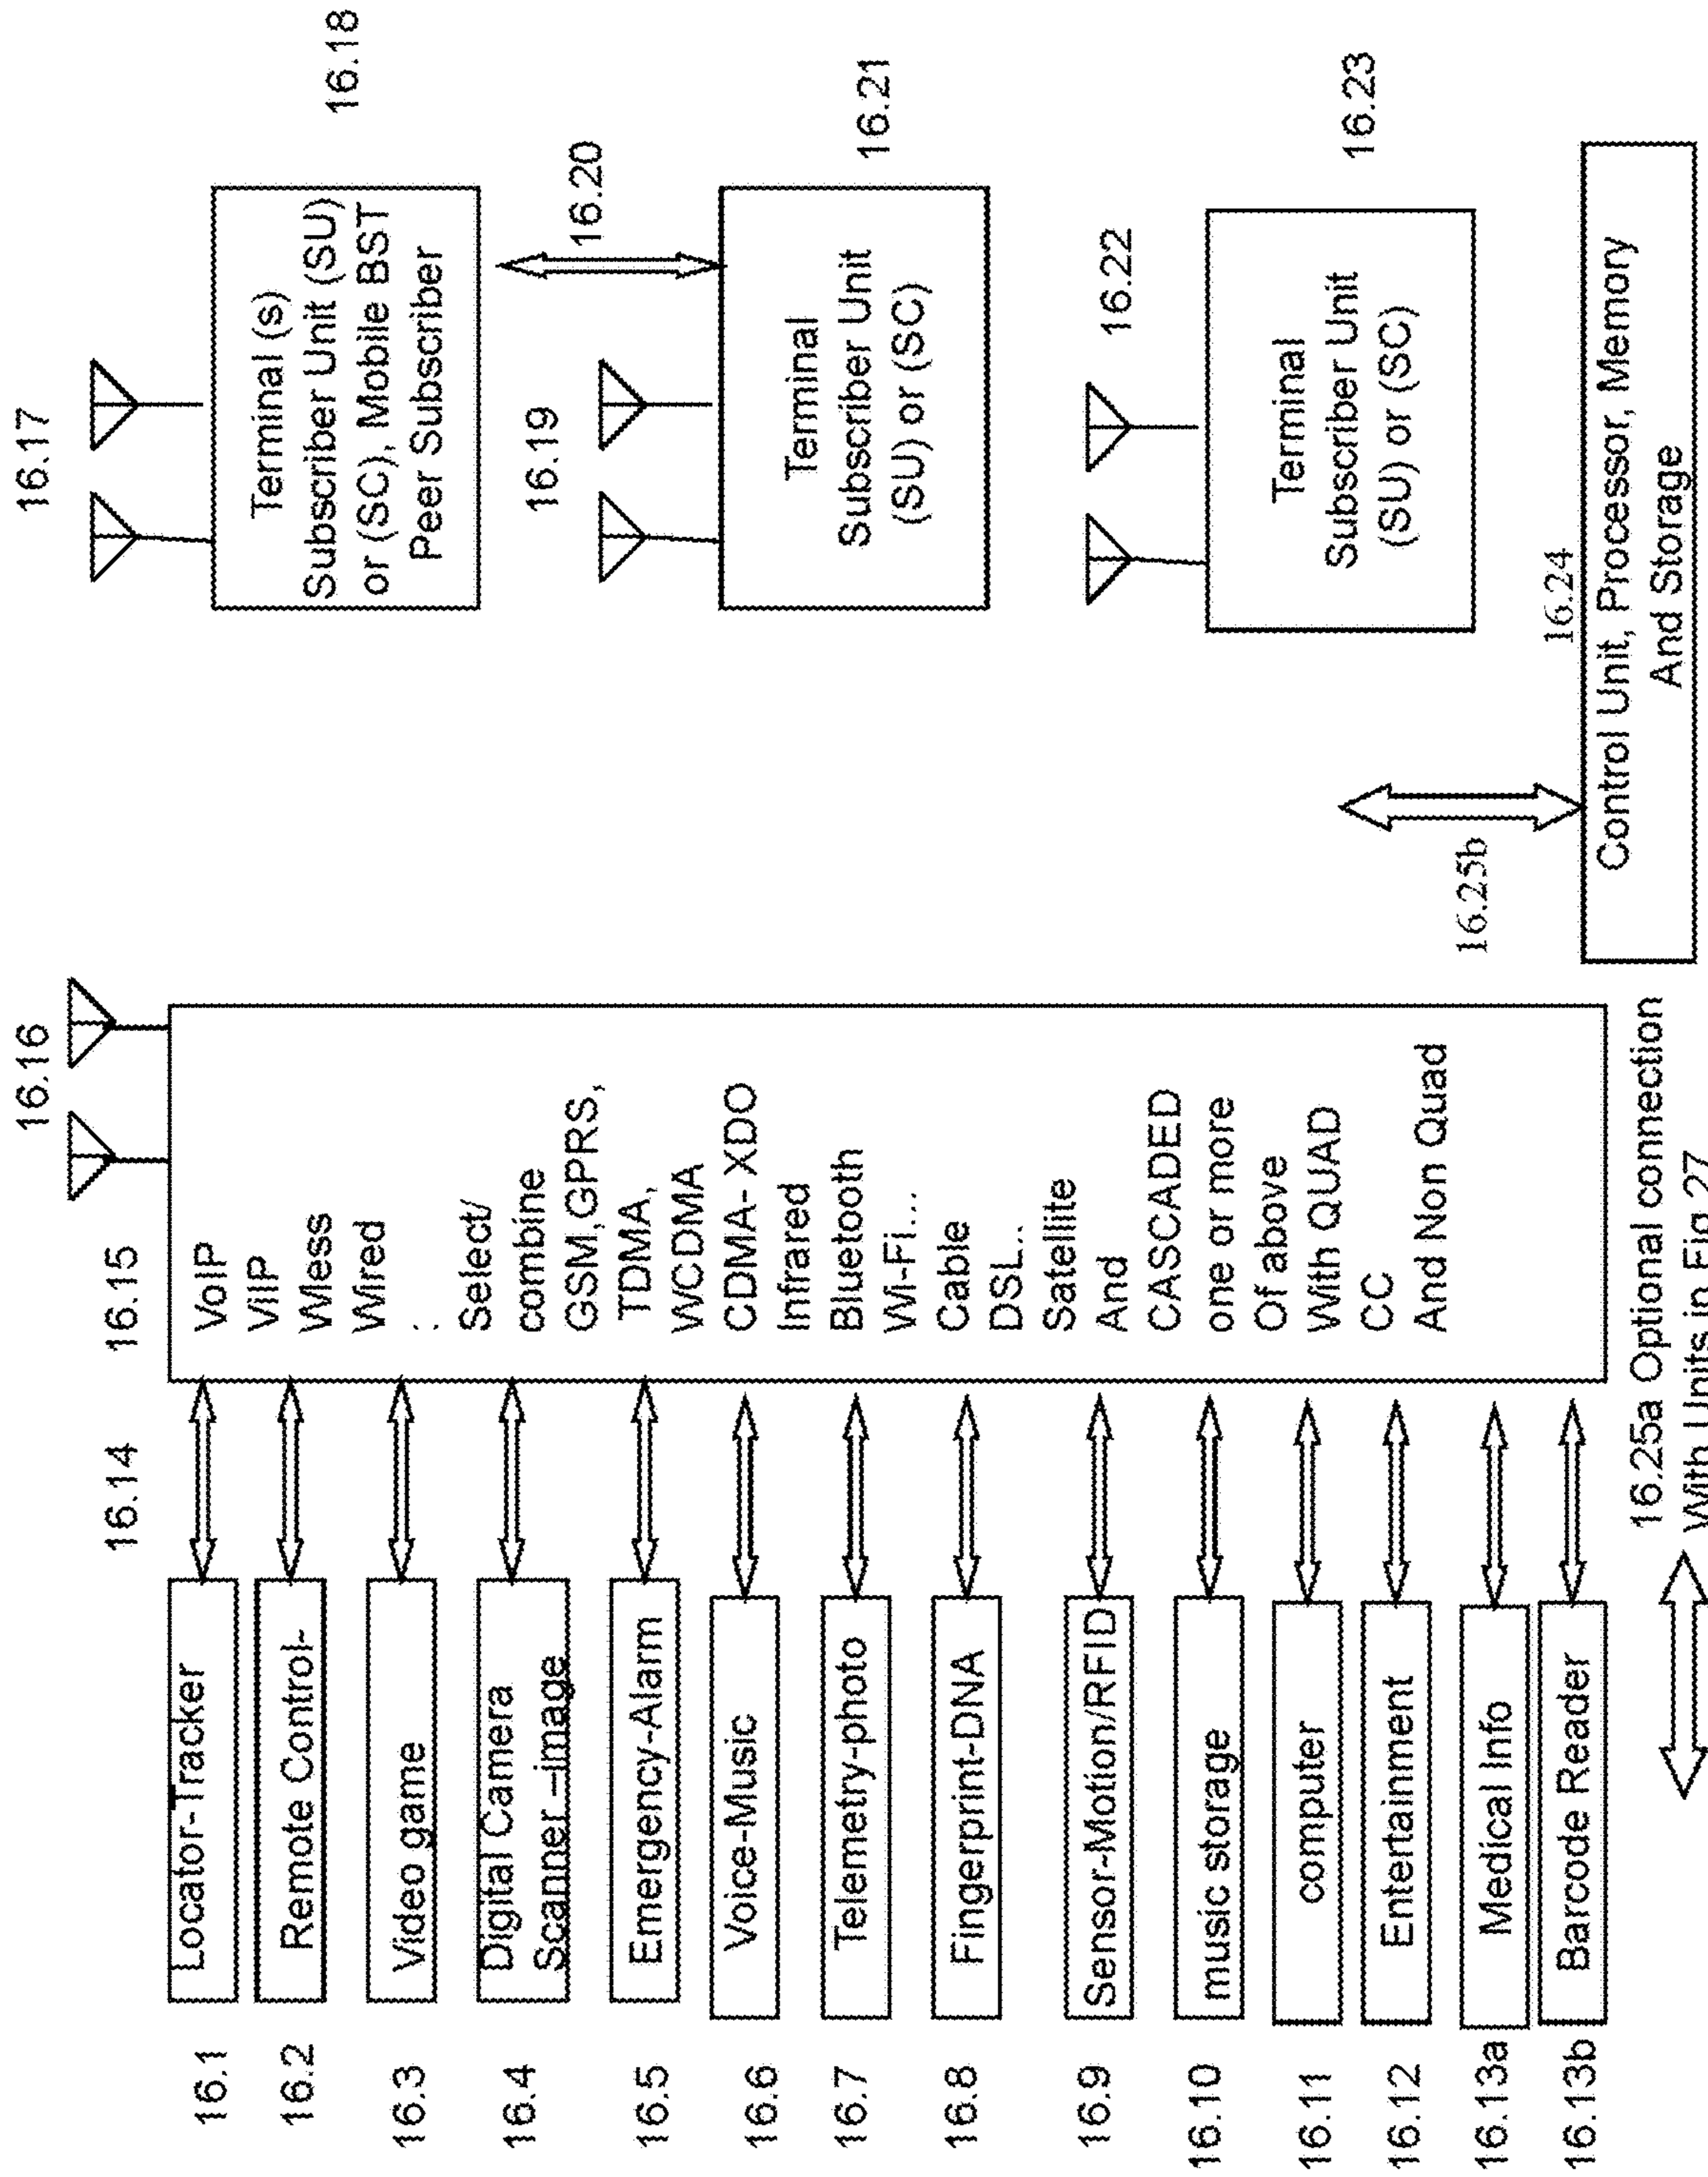 16.1
Locator-Tracker
16.2
Remote Control-
16.3
Video game
16.4
Digital Camera
Scanner –image
16.5
Emergency-Alarm
16.6
Voice-Music
16.7
Telemetry-photo
16.8
Fingerprint-DNA
16.9
Sensor-Motion/RFID
16.10
music storage
16.11
computer
16.12
Entertainment
16.13a
Medical Info
16.13b
Barcode Reader
16.14
16.15
16.16
VoIP
ViIP
Wless
Wired
: 
Select/
combine
GSM,GPRS,
TDMA,
WCDMA
CDMA- XDO
Infrared
Bluetooth
Wi-Fi...
Cable
DSL..
Satellite
And
CASCADED
one or more
Of above
With QUAD
CC
And Non Quad
16.25a Optional connection
With Units in Fig.27
16.17
Terminal (s)
Subscriber Unit (SU)
or (SC), Mobile BST
Peer Subscriber
16.18
16.19
16.20
Terminal
Subscriber Unit
(SU) or (SC)
16.21
16.22
Terminal
Subscriber Unit
(SU) or (SC)
16.23
16.25b
16.24
Control Unit, Processor, Memory
And Storage